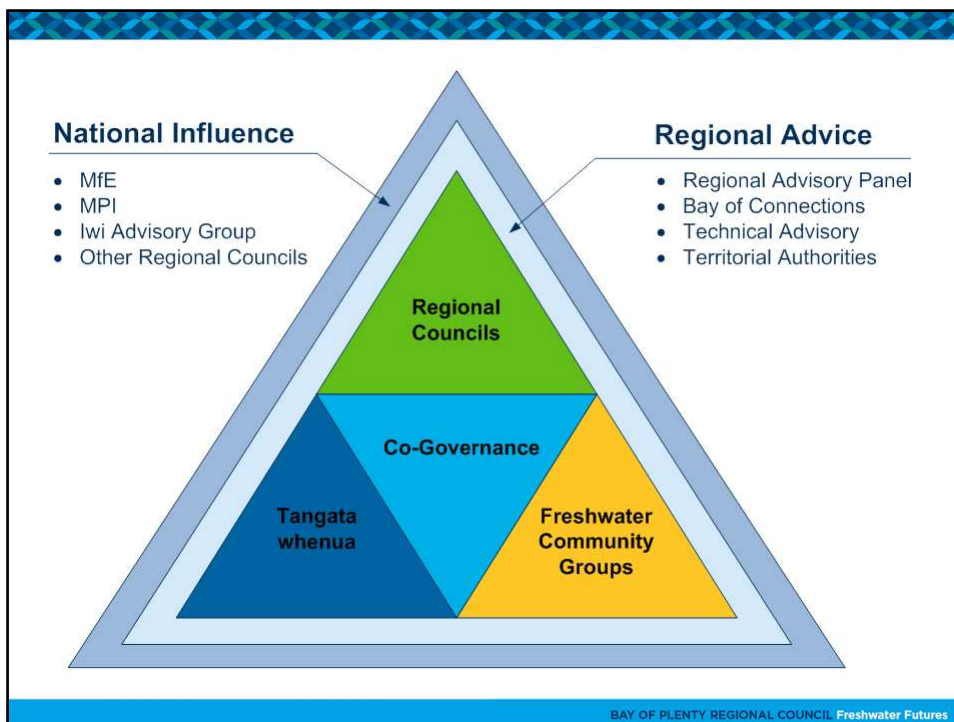 National Influence
• MfE
• MPI
• Iwi Advisory Group
• Other Regional Councils
Regional Advice
• Regional Advisory Panel
• Bay of Connections
• Technical Advisory
• Territorial Authorities
Regional
Councils
Co-Governance
Tangata
whenua
Freshwater
Community
Groups
BAY OF PLENTY REGIONAL COUNCIL Freshwater Futures